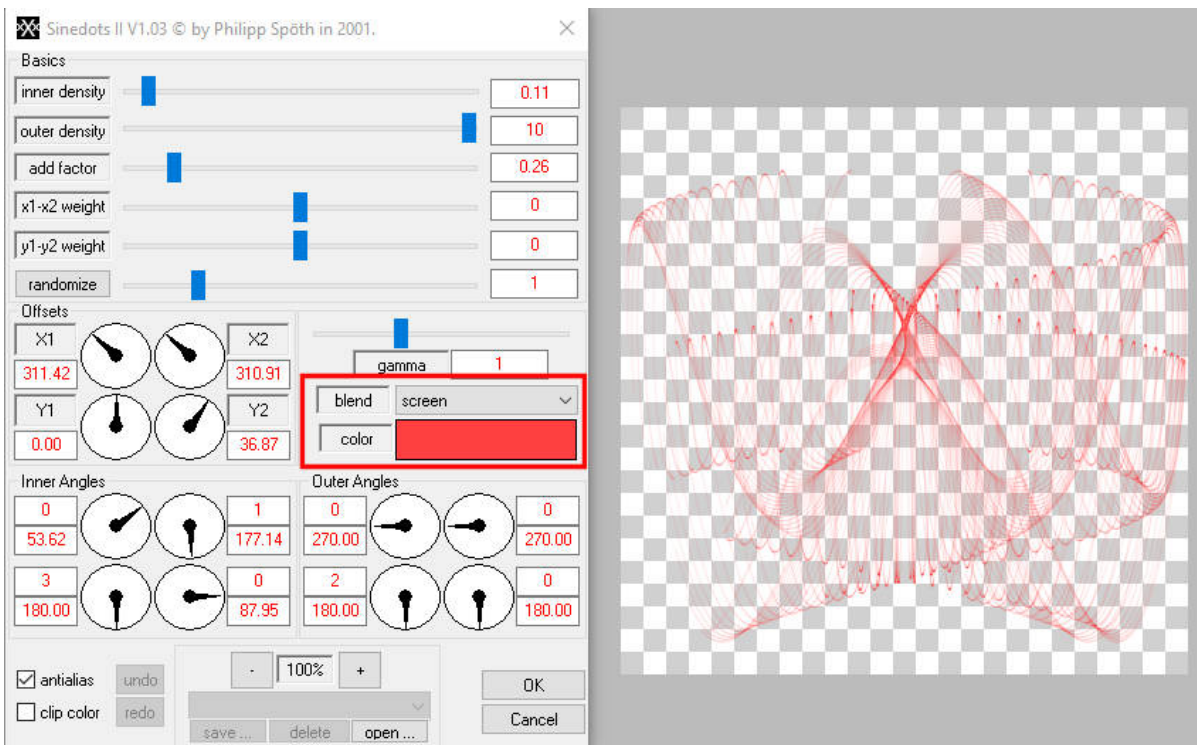 Sinedots II V1.03 © by Philipp Spöth in 2001.
Basics
inner density 0.11
outer density 10
add factor 0.26
x1-x2 weight 0
y1-y2 weight 0
randomize 1
Offsets
X1 X2
311.42 310.91
Y1 Y2
0.00 36.87
gamma 1
blend screen
color
Inner Angles
0 1
53.62 177.14
3 0
180.00 87.95
Outer Angles
0 0
270.00 270.00
2 0
180.00 180.00
antialias undo
clip color redo
- 100% +
save ... delete open ...
OK
Cancel